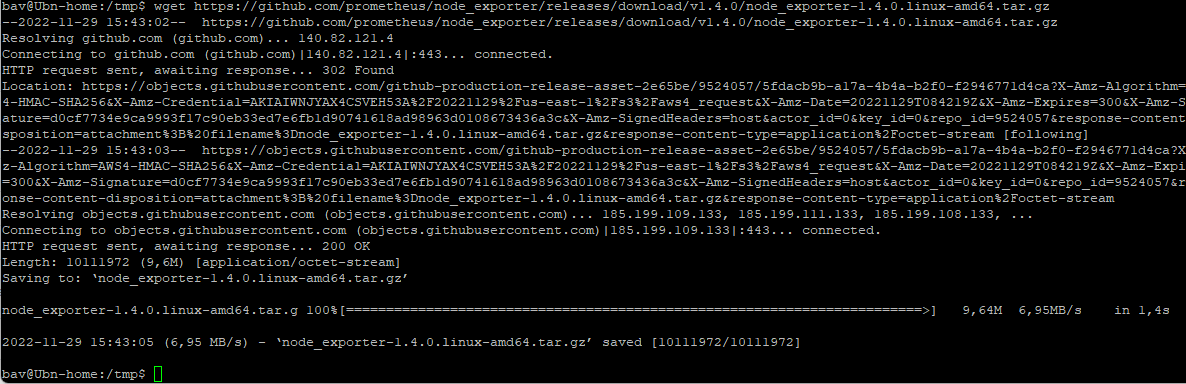 bav@Ubn-home:/tmp$ wget https://github.com/prometheus/node_exporter/releases/download/v1.4.0/node_exporter-1.4.0.linux-amd64.tar.gz
--2022-11-29 15:43:02--  https://github.com/prometheus/node_exporter/releases/download/v1.4.0/node_exporter-1.4.0.linux-amd64.tar.gz
Resolving github.com (github.com)... 140.82.121.4
Connecting to github.com (github.com)|140.82.121.4|:443... connected.
HTTP request sent, awaiting response... 302 Found
Location: https://objects.githubusercontent.com/github-production-release-asset-2e65be/9524057/5fdacb9b-a17a-4b4a-b2f0-f2946771d4ca?X-Amz-Algorithm=
4-HMAC-SHA256&X-Amz-Credential=AKIAIWNJYAX4CSVEH53A%2F20221129%2Fus-east-1%2Fs3%2Faws4_request&X-Amz-Date=20221129T084219Z&X-Amz-Expires=300&X-Amz-S
ature=d0cf7734e9ca9993f17c90eb33ed7e6fb1d90741618ad98963d0108673436a3c&X-Amz-SignedHeaders=host&actor_id=0&key_id=0&repo_id=9524057&response-content
sposition=attachment%3B%20filename%3Dnode_exporter-1.4.0.linux-amd64.tar.gz&response-content-type=application%2Foctet-stream [following]
--2022-11-29 15:43:03--  https://objects.githubusercontent.com/github-production-release-asset-2e65be/9524057/5fdacb9b-a17a-4b4a-b2f0-f2946771d4ca?X
z-Algorithm=AWS4-HMAC-SHA256&X-Amz-Credential=AKIAIWNJYAX4CSVEH53A%2F20221129%2Fus-east-1%2Fs3%2Faws4_request&X-Amz-Date=20221129T084219Z&X-Amz-Expi
=300&X-Amz-Signature=d0cf7734e9ca9993f17c90eb33ed7e6fb1d90741618ad98963d0108673436a3c&X-Amz-SignedHeaders=host&actor_id=0&key_id=0&repo_id=9524057&r
onse-content-disposition=attachment%3B%20filename%3Dnode_exporter-1.4.0.linux-amd64.tar.gz&response-content-type=application%2Foctet-stream
Resolving objects.githubusercontent.com (objects.githubusercontent.com)... 185.199.109.133, 185.199.111.133, 185.199.108.133, ...
Connecting to objects.githubusercontent.com (objects.githubusercontent.com)|185.199.109.133|:443... connected.
HTTP request sent, awaiting response... 200 OK
Length: 10111972 (9,6M) [application/octet-stream]
Saving to: ‘node_exporter-1.4.0.linux-amd64.tar.gz’
node_exporter-1.4.0.linux-amd64.tar.g 100%[========================================================================>]   9,64M  6,95MB/s    in 1,4s
2022-11-29 15:43:05 (6,95 MB/s) - ‘node_exporter-1.4.0.linux-amd64.tar.gz’ saved [10111972/10111972]
bav@Ubn-home:/tmp$